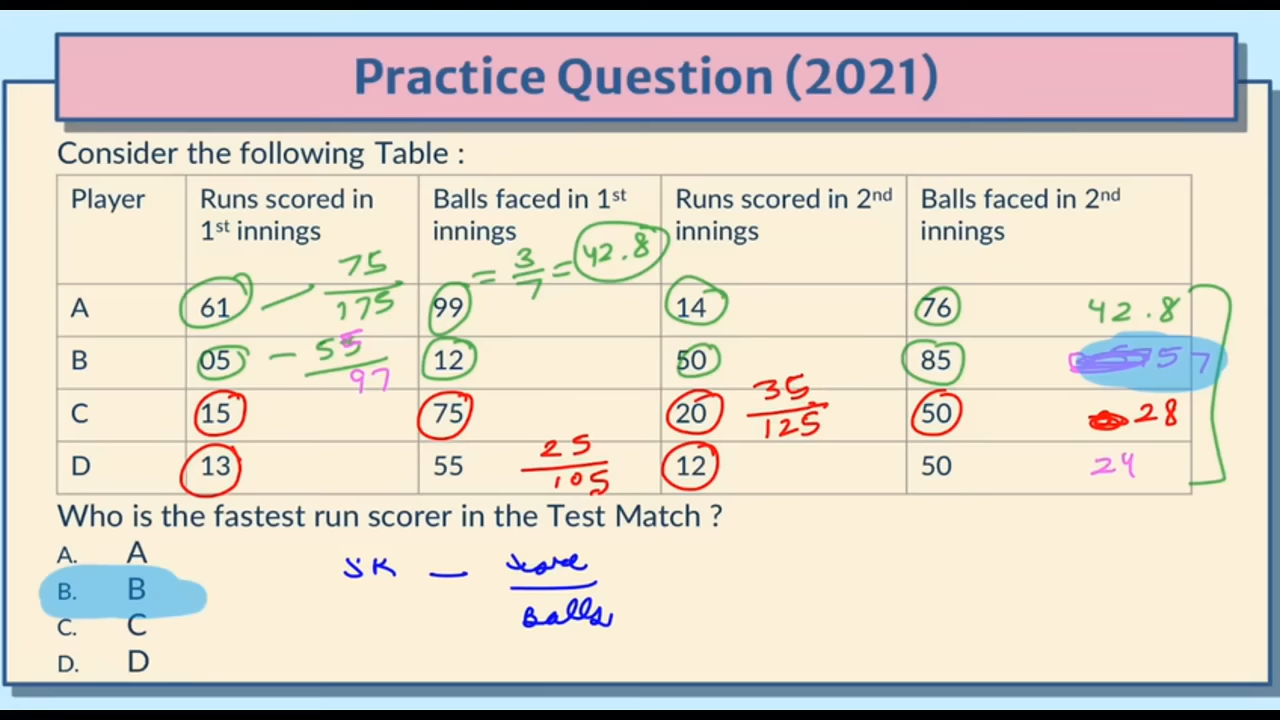 Practice Question (2021)
Consider the following Table :
Player
Runs scored in 1st innings
Balls faced in 1st innings
Runs scored in 2nd innings
Balls faced in 2nd innings
75
175
= 3/7 = 42.8
A 61 99 14 76 42.8
B 05 12 50 85 57
55
97
C 15 75 20 50 28
35
125
D 13 55 12 50 24
25
105
Who is the fastest run scorer in the Test Match ?
A. A
B. B
C. C
D. D
score
Balls